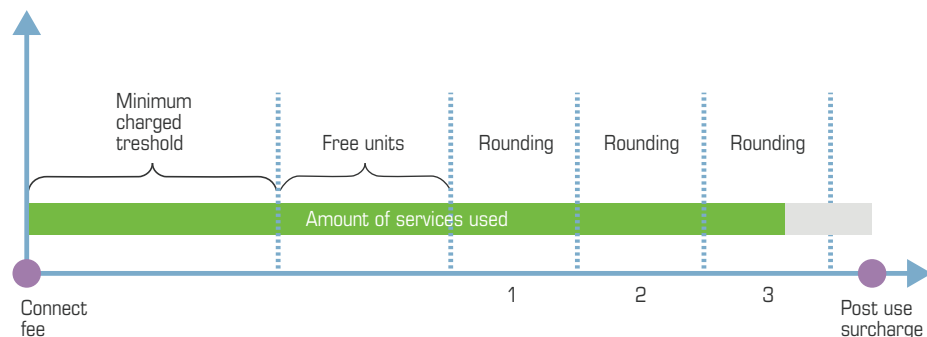 Minimum
charged
treshold
Free units
Rounding
Rounding
Rounding
Amount of services used
1
2
3
Connect
fee
Post use
surcharge